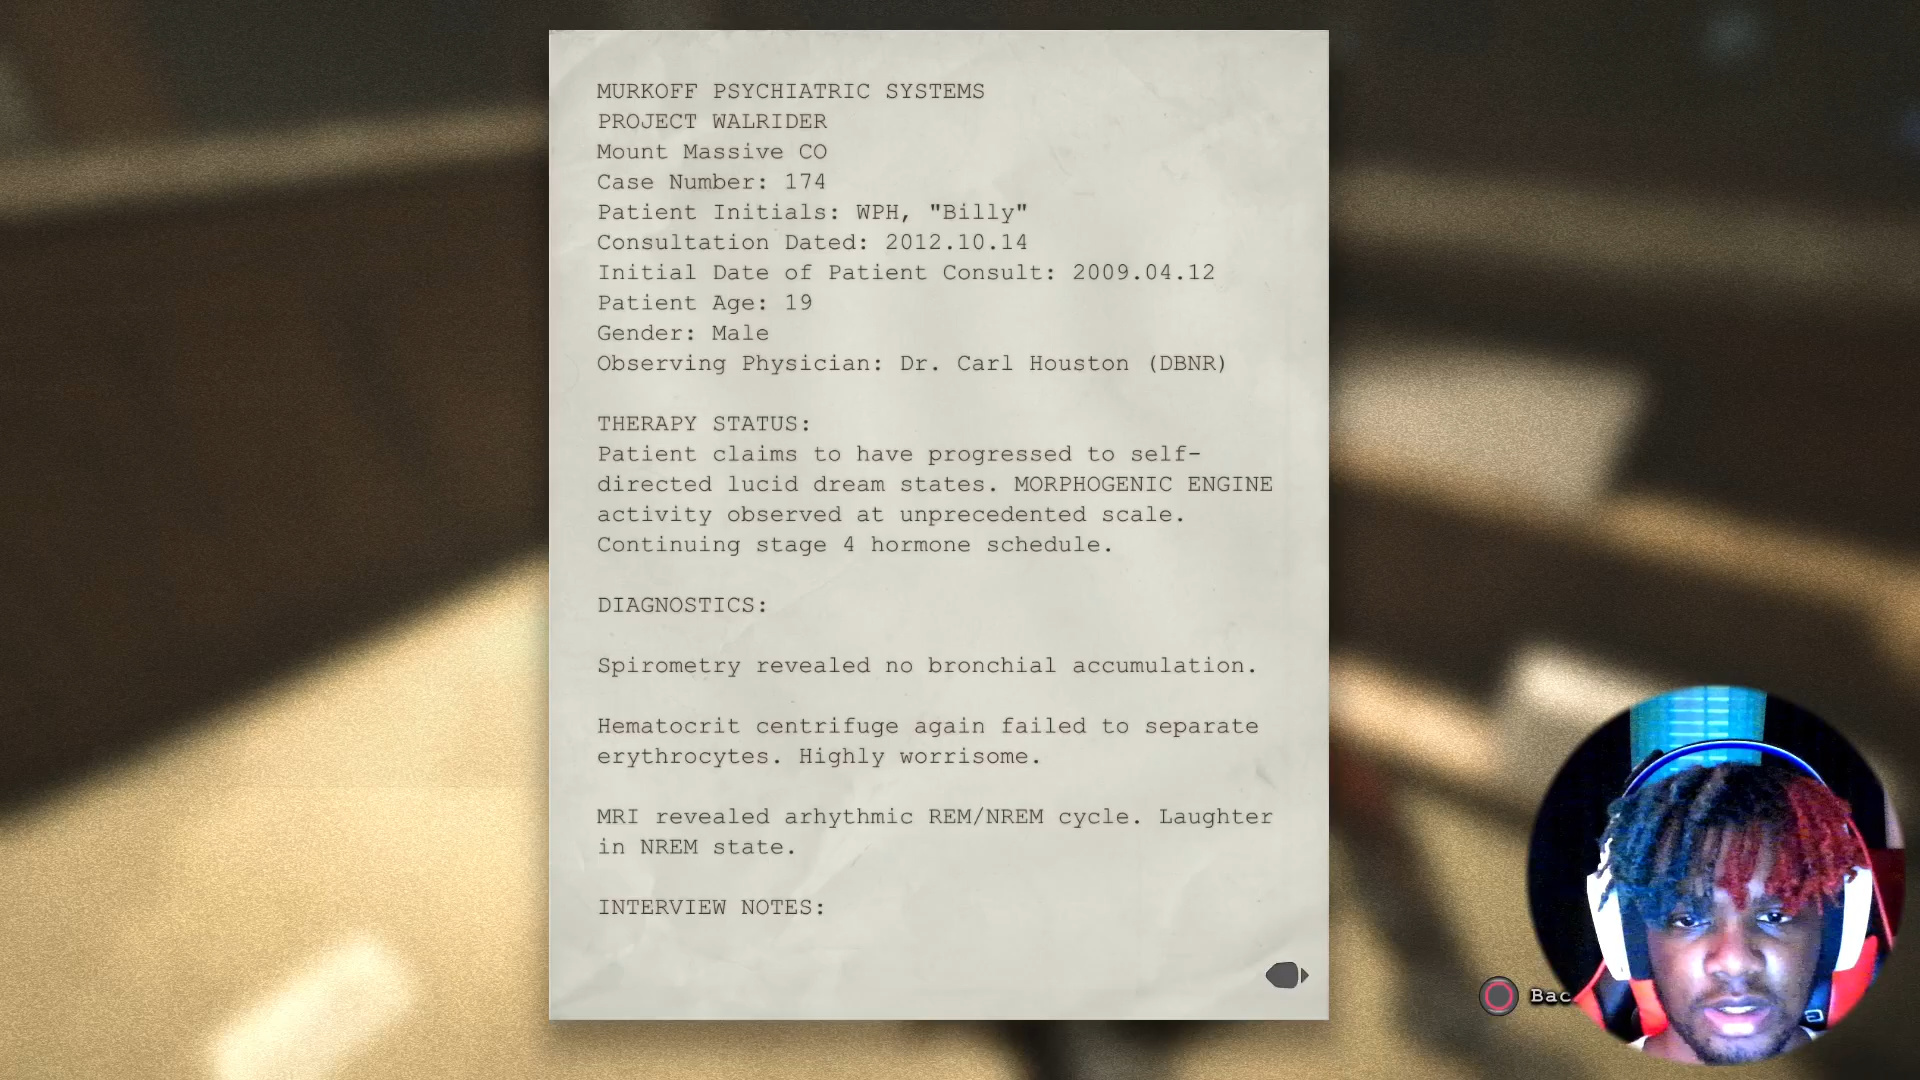 MURKOFF PSYCHIATRIC SYSTEMS
PROJECT WALRIDER
Mount Massive CO
Case Number: 174
Patient Initials: WPH, "Billy"
Consultation Dated: 2012.10.14
Initial Date of Patient Consult: 2009.04.12
Patient Age: 19
Gender: Male
Observing Physician: Dr. Carl Houston (DBNR)
THERAPY STATUS:
Patient claims to have progressed to self-
directed lucid dream states. MORPHOGENIC ENGINE
activity observed at unprecedented scale.
Continuing stage 4 hormone schedule.
DIAGNOSTICS:
Spirometry revealed no bronchial accumulation.
Hematocrit centrifuge again failed to separate
erythrocytes. Highly worrisome.
MRI revealed arhythmic REM/NREM cycle. Laughter
in NREM state.
INTERVIEW NOTES:
Bac